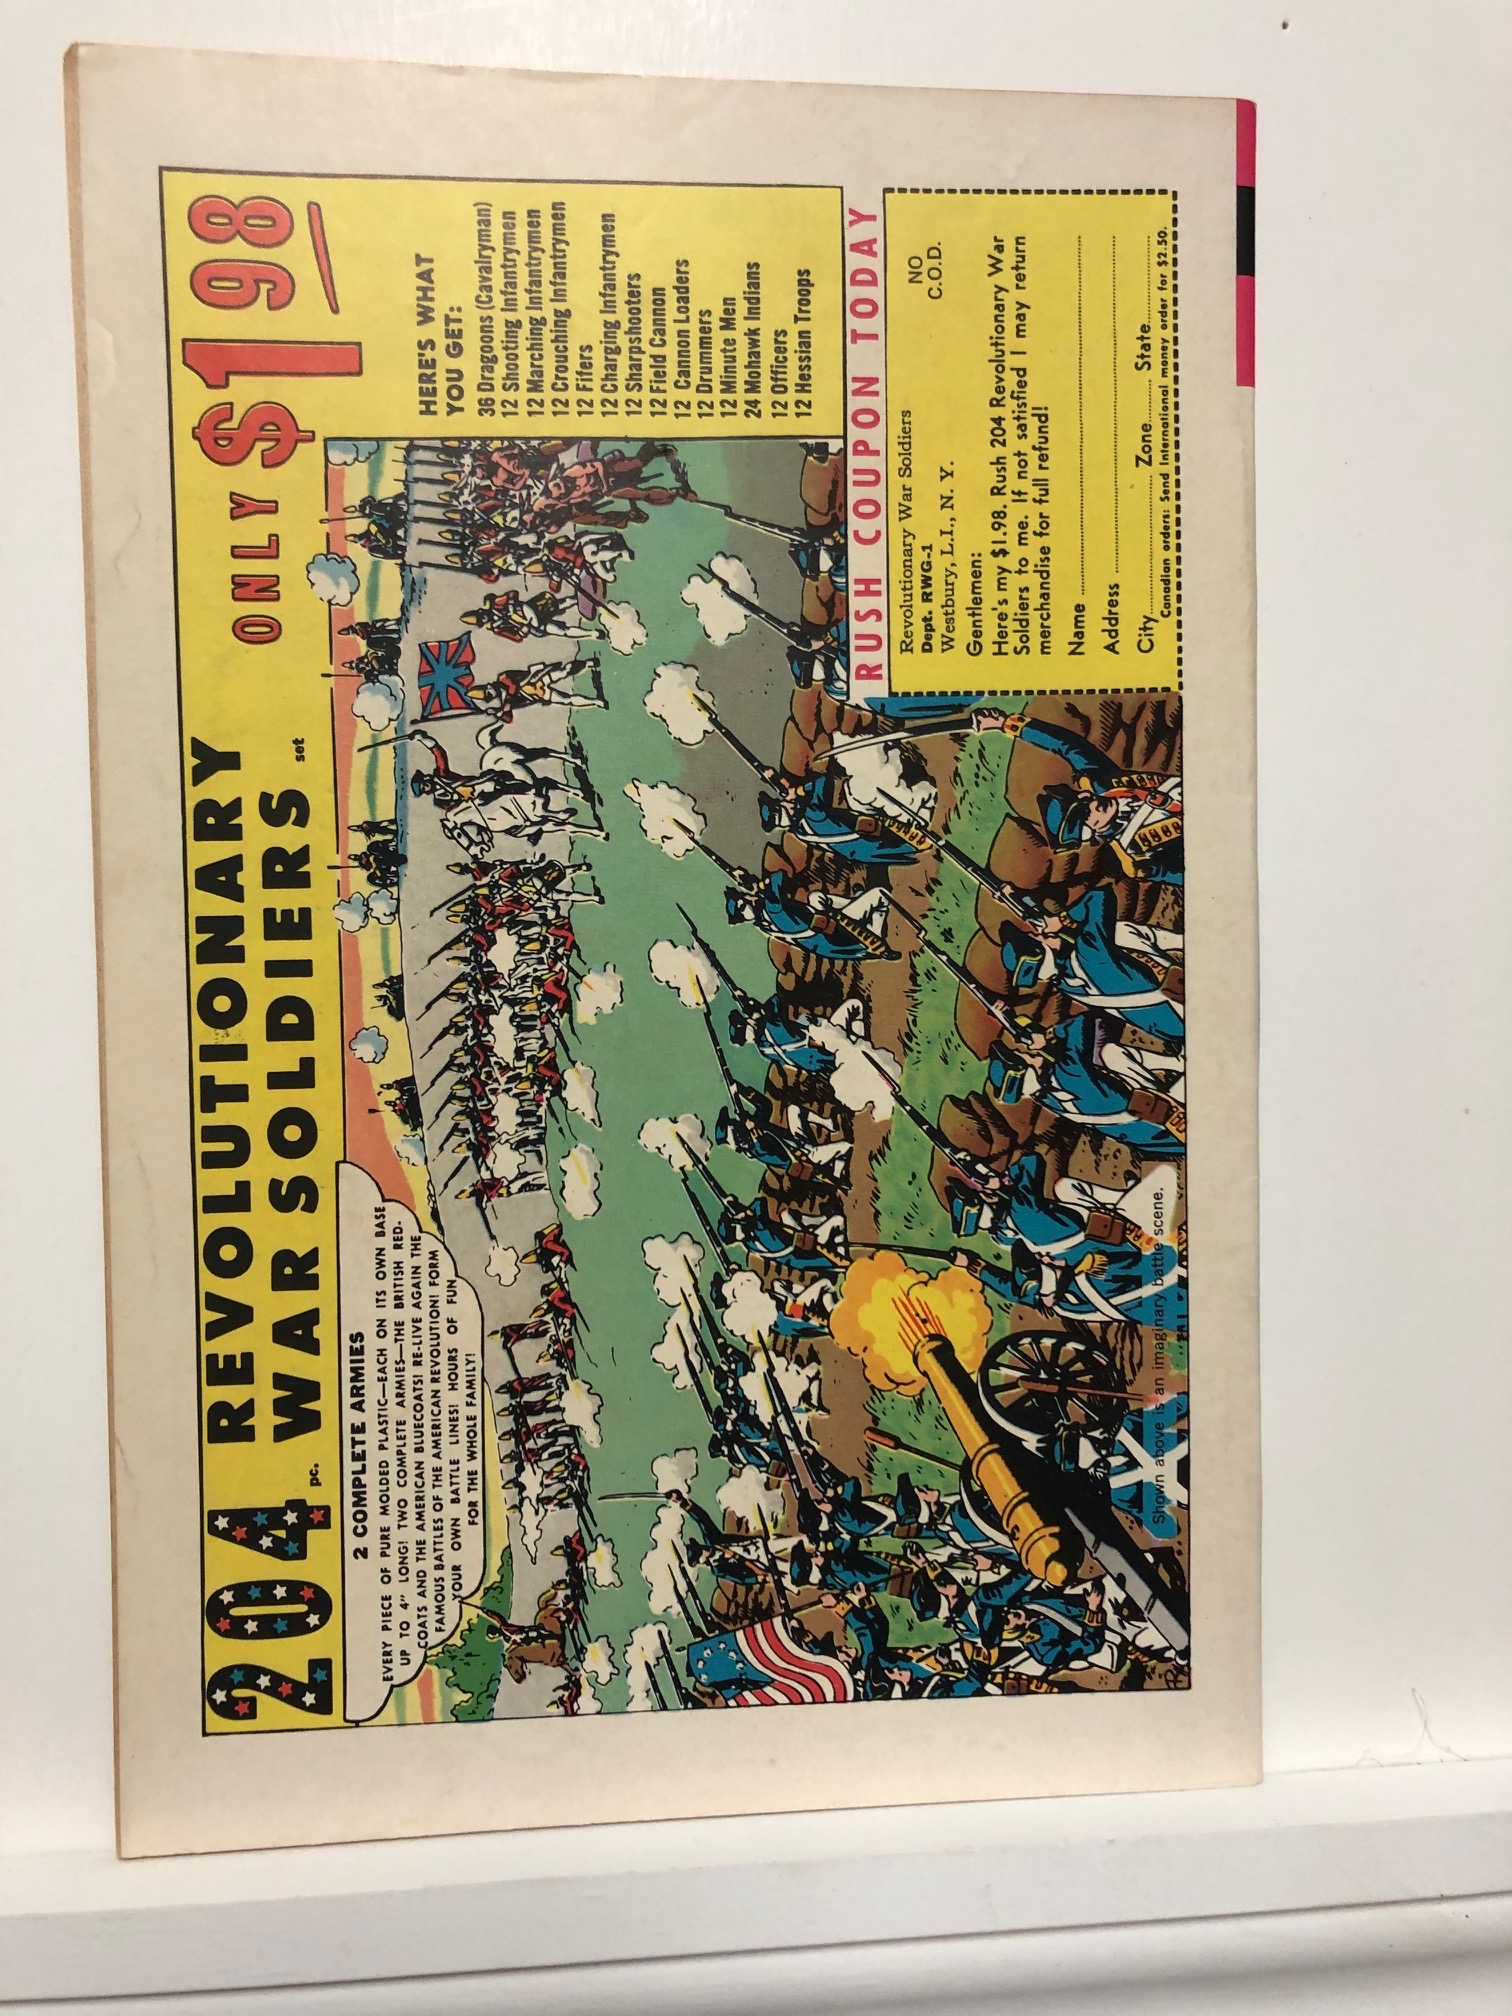 204 pc. REVOLUTIONARY
WAR SOLDIERS set
ONLY $1 98
2 COMPLETE ARMIES
EVERY PIECE OF PURE MOLDED PLASTIC—EACH ON ITS OWN BASE
UP TO 4" LONG! TWO COMPLETE ARMIES—THE BRITISH RED-
COATS AND THE AMERICAN BLUECOATS! RE-LIVE AGAIN THE
FAMOUS BATTLES OF THE AMERICAN REVOLUTION! FORM
YOUR OWN BATTLE LINES! HOURS OF FUN
FOR THE WHOLE FAMILY!
HERE'S WHAT
YOU GET:
36 Dragoons (Cavalryman)
12 Shooting Infantrymen
12 Marching Infantrymen
12 Crouching Infantrymen
12 Fifers
12 Charging Infantrymen
12 Sharpshooters
12 Field Cannon
12 Cannon Loaders
12 Drummers
12 Minute Men
24 Mohawk Indians
12 Officers
12 Hessian Troops
RUSH COUPON TODAY
Revolutionary War Soldiers
Dept. RWG-1
Westbury, L.I., N. Y.
NO
C.O.D.
Gentlemen:
Here's my $1.98. Rush 204 Revolutionary War
Soldiers to me. If not satisfied I may return
merchandise for full refund!
Name
Address
City Zone State
Canadian orders: Send International money order for $2.50.
Shown above is an imaginary battle scene.